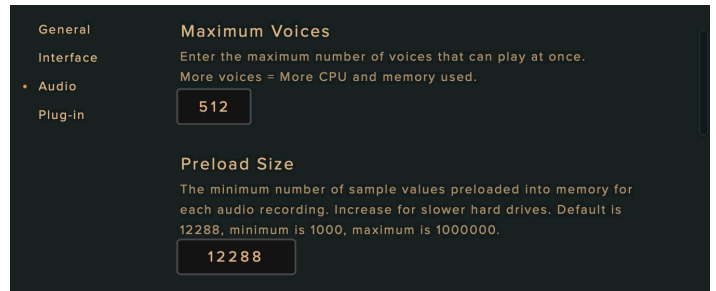 General
Interface
Audio
Plug-in
Maximum Voices
Enter the maximum number of voices that can play at once.
More voices = More CPU and memory used.
512
Preload Size
The minimum number of sample values preloaded into memory for
each audio recording. Increase for slower hard drives. Default is
12288, minimum is 1000, maximum is 1000000.
12288